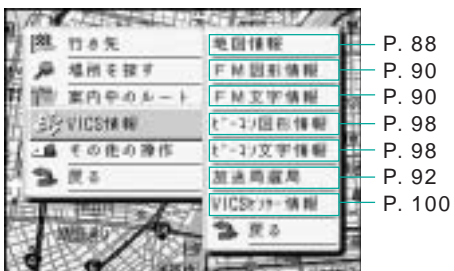 行き先
場所を探す
案内中のルート
VICS情報
その他の操作
戻る
地図情報 P. 88
FM図形情報 P. 90
FM文字情報 P. 90
ビーコン図形情報 P. 98
ビーコン文字情報 P. 98
放送局選局 P. 92
VICSセンター情報 P. 100
戻る